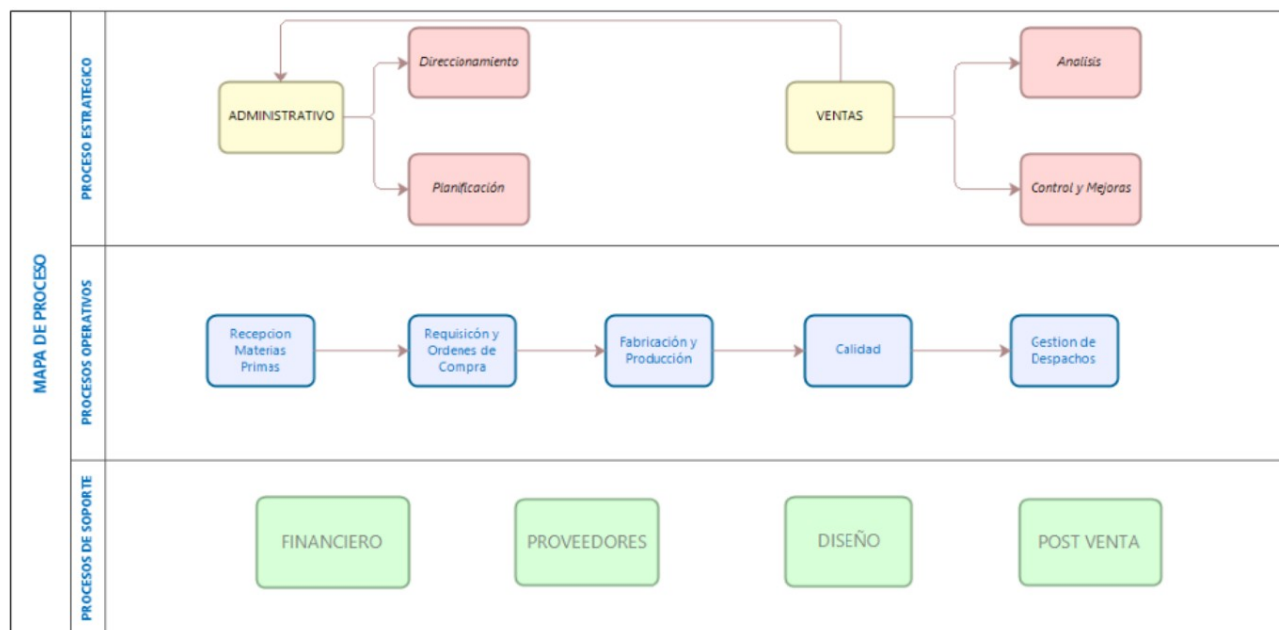 MAPA DE PROCESO
PROCESO ESTRATEGICO
ADMINISTRATIVO
Direccionamiento
Planificación
VENTAS
Analisis
Control y Mejoras
PROCESOS OPERATIVOS
Recepcion
Materias
Primas
Requisicón y
Ordenes de
Compra
Fabricación y
Producción
Calidad
Gestion de
Despachos
PROCESOS DE SOPORTE
FINANCIERO
PROVEEDORES
DISEÑO
POST VENTA